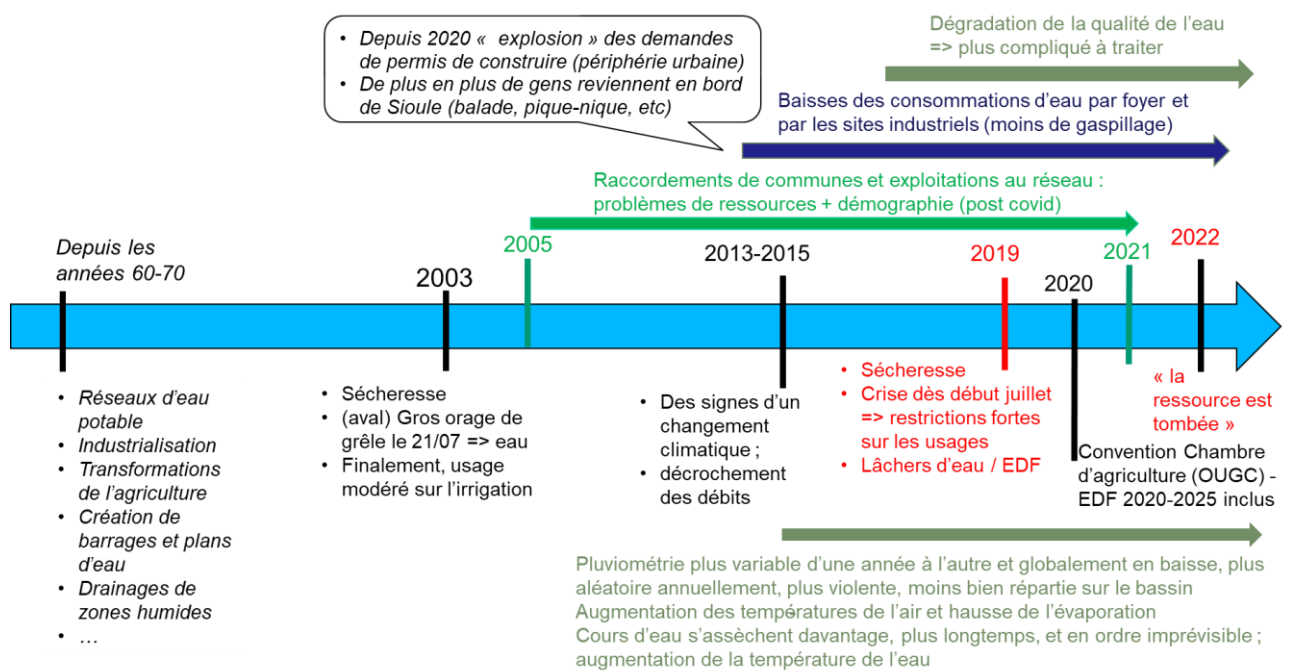 Dégradation de la qualité de l'eau
=> plus compliqué à traiter
• Depuis 2020 « explosion » des demandes
de permis de construire (périphérie urbaine)
• De plus en plus de gens reviennent en bord
de Sioule (balade, pique-nique, etc)
Baisses des consommations d'eau par foyer et
par les sites industriels (moins de gaspillage)
Raccordements de communes et exploitations au réseau :
problèmes de ressources + démographie (post covid)
Depuis les
années 60-70
2003
2005
2013-2015
2019
2020
2021
2022
• Réseaux d'eau
potable
• Industrialisation
• Transformations
de l'agriculture
• Création de
barrages et plans
d'eau
• Drainages de
zones humides
• …
• Sécheresse
• (aval) Gros orage de
grêle le 21/07 => eau
• Finalement, usage
modéré sur l'irrigation
• Des signes d'un
changement
climatique ;
• décrochement
des débits
• Sécheresse
• Crise dès début juillet
=> restrictions fortes
sur les usages
• Lâchers d'eau / EDF
Convention Chambre
d'agriculture (OUGC) -
EDF 2020-2025 inclus
« la
ressource est
tombée »
Pluviométrie plus variable d'une année à l'autre et globalement en baisse, plus
aléatoire annuellement, plus violente, moins bien répartie sur le bassin
Augmentation des températures de l'air et hausse de l'évaporation
Cours d'eau s'assèchent davantage, plus longtemps, et en ordre imprévisible ;
augmentation de la température de l'eau